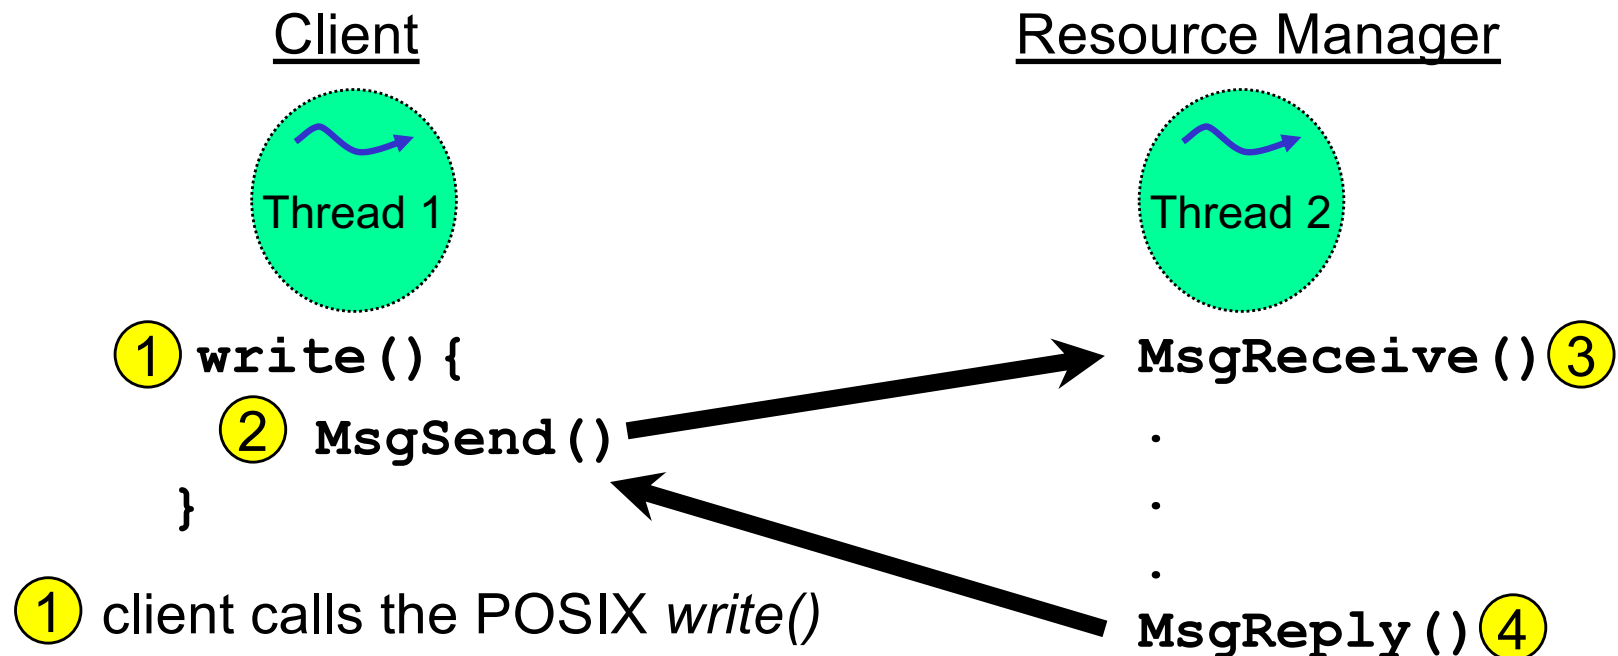 Client
Resource Manager
Thread 1
Thread 2
1 write(){
MsgReceive() 3
2 MsgSend()
.
}
.
.
1 client calls the POSIX write()
MsgReply() 4